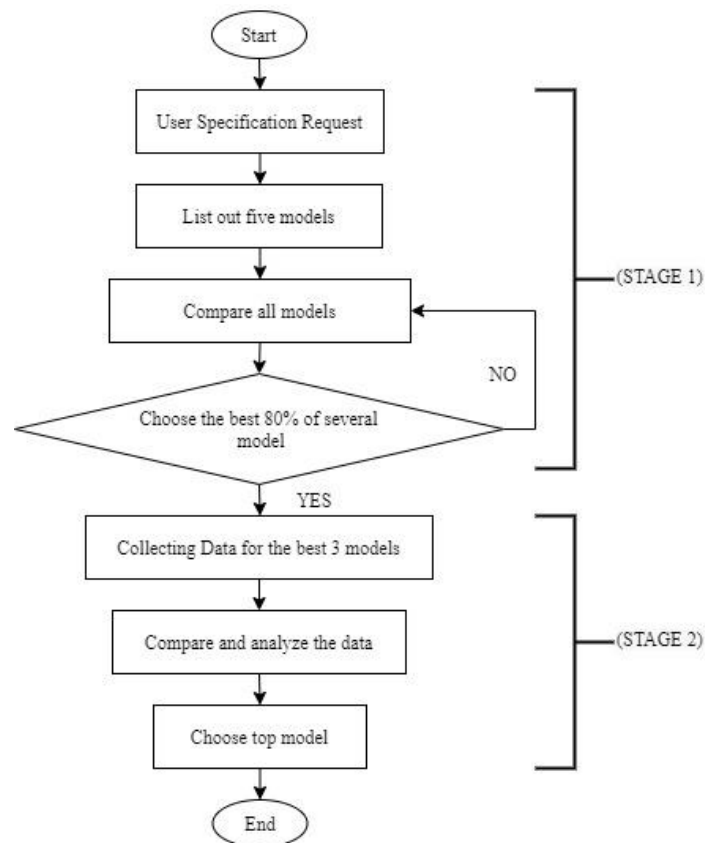 Start
User Specification Request
List out five models
(STAGE 1)
Compare all models
NO
Choose the best 80% of several
model
YES
Collecting Data for the best 3 models
Compare and analyze the data
(STAGE 2)
Choose top model
End